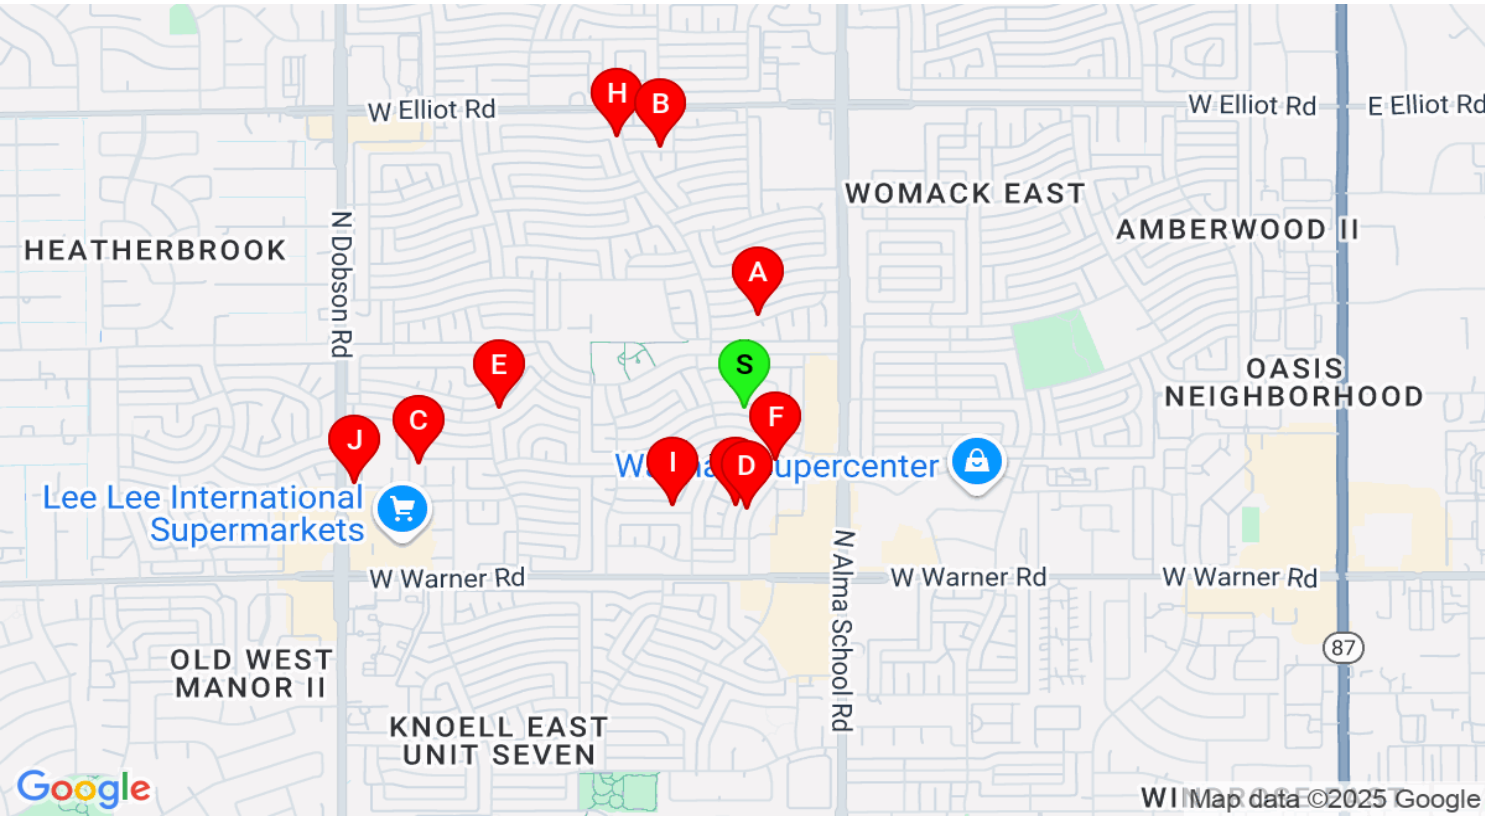 H
B
W Elliot Rd
W Elliot Rd
E Elliot Rd
WOMACK EAST
AMBERWOOD II
HEATHERBROOK
N Dobson Rd
A
S
E
OASIS
NEIGHBORHOOD
F
C
J
I
D
Supercenter
Lee Lee International
Supermarkets
W Warner Rd
W Warner Rd
W Warner Rd
N Alma School Rd
87
OLD WEST
MANOR II
KNOELL EAST
UNIT SEVEN
Google
Map data ©2025 Google